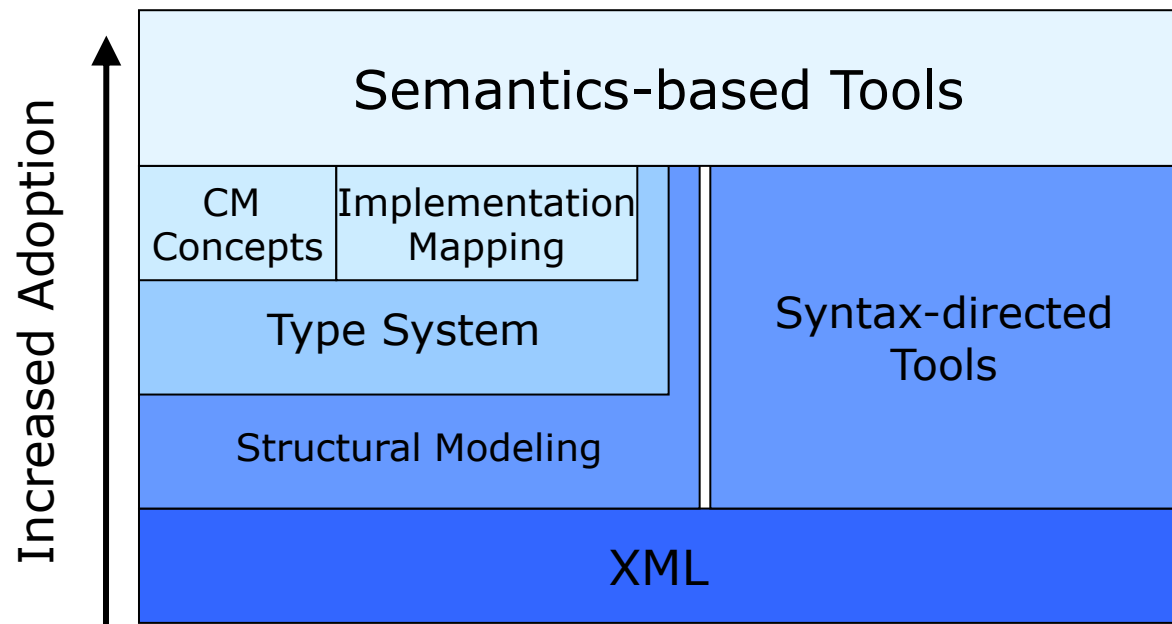 Increased Adoption
Semantics-based Tools
CM
Concepts
Implementation
Mapping
Type System
Structural Modeling
Syntax-directed
Tools
XML